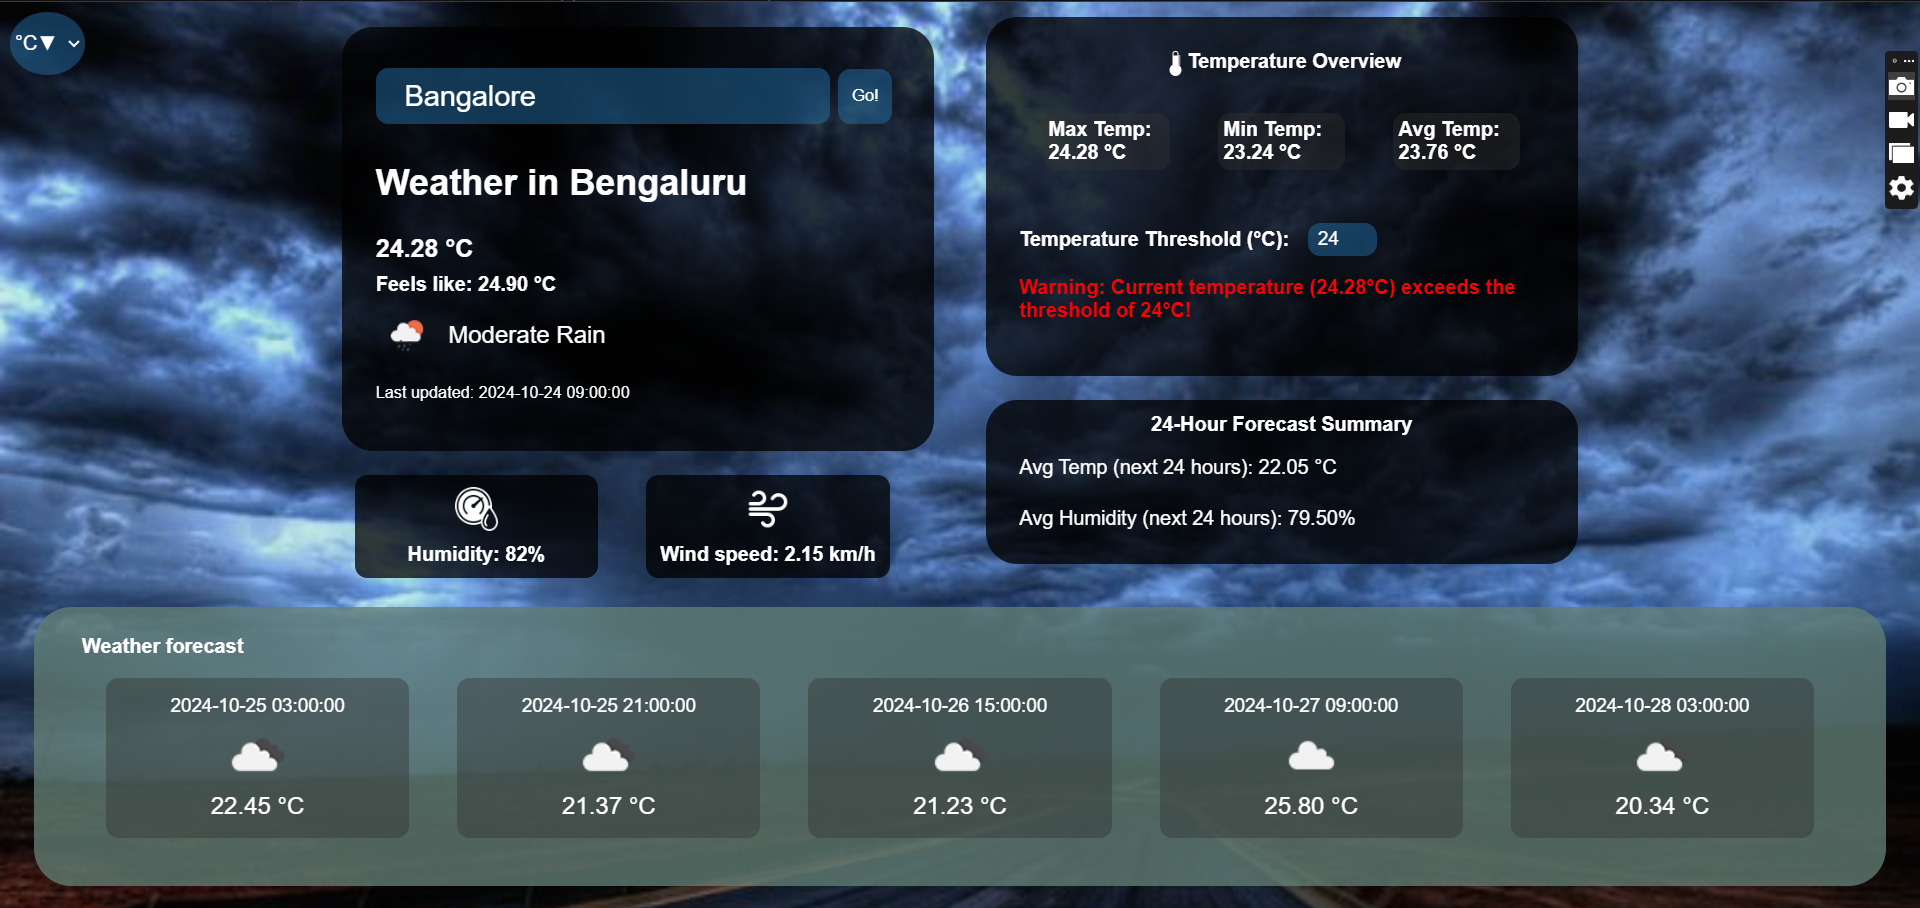 °C▼
Bangalore
Go!
Weather in Bengaluru
24.28 °C
Feels like: 24.90 °C
Moderate Rain
Last updated: 2024-10-24 09:00:00
Humidity: 82%
Wind speed: 2.15 km/h
Temperature Overview
Max Temp:
24.28 °C
Min Temp:
23.24 °C
Avg Temp:
23.76 °C
Temperature Threshold (°C): 24
Warning: Current temperature (24.28°C) exceeds the
threshold of 24°C!
24-Hour Forecast Summary
Avg Temp (next 24 hours): 22.05 °C
Avg Humidity (next 24 hours): 79.50%
Weather forecast
2024-10-25 03:00:00
22.45 °C
2024-10-25 21:00:00
21.37 °C
2024-10-26 15:00:00
21.23 °C
2024-10-27 09:00:00
25.80 °C
2024-10-28 03:00:00
20.34 °C